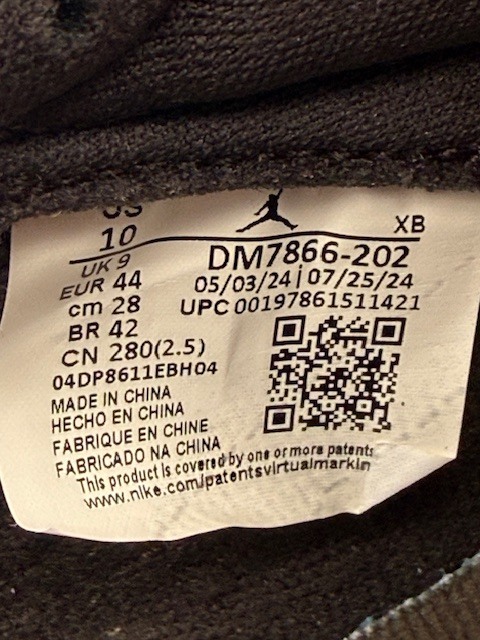 US
10
UK 9
EUR 44
cm 28
BR 42
CN 280(2.5)
04DP8611EBH04
MADE IN CHINA
HECHO EN CHINA
FABRIQUE EN CHINE
FABRICADO NA CHINA
This product is covered by one or more patents
www.nike.com/patentsvirtualmarkin
XB
DM7866-202
05/03/24|07/25/24
UPC 00197861511421